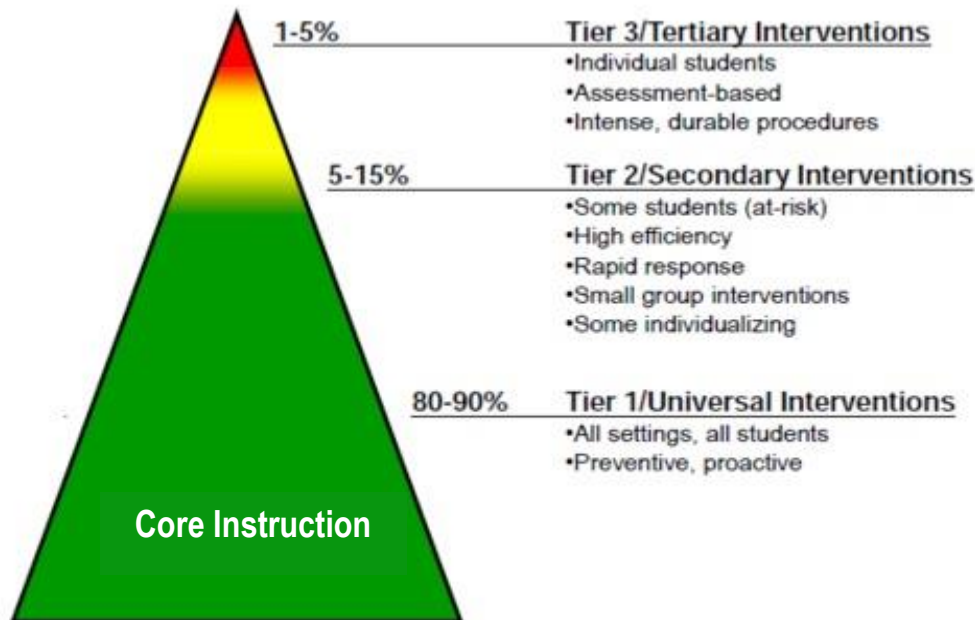 1-5% Tier 3/Tertiary Interventions
•Individual students
•Assessment-based
•Intense, durable procedures
5-15% Tier 2/Secondary Interventions
•Some students (at-risk)
•High efficiency
•Rapid response
•Small group interventions
•Some individualizing
80-90% Tier 1/Universal Interventions
•All settings, all students
•Preventive, proactive
Core Instruction